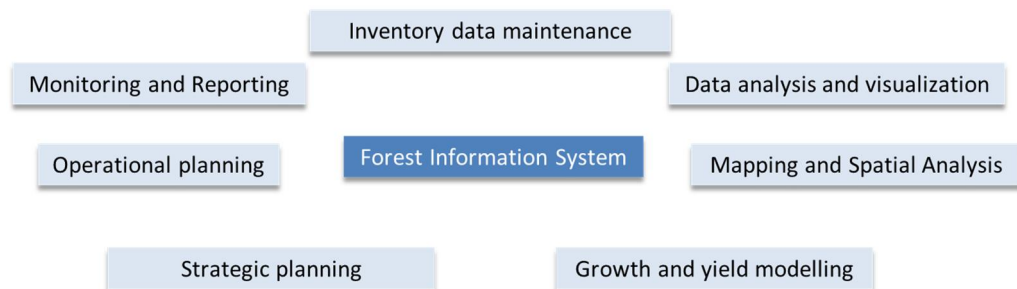 Inventory data maintenance
Monitoring and Reporting
Data analysis and visualization
Operational planning
Forest Information System
Mapping and Spatial Analysis
Strategic planning
Growth and yield modelling